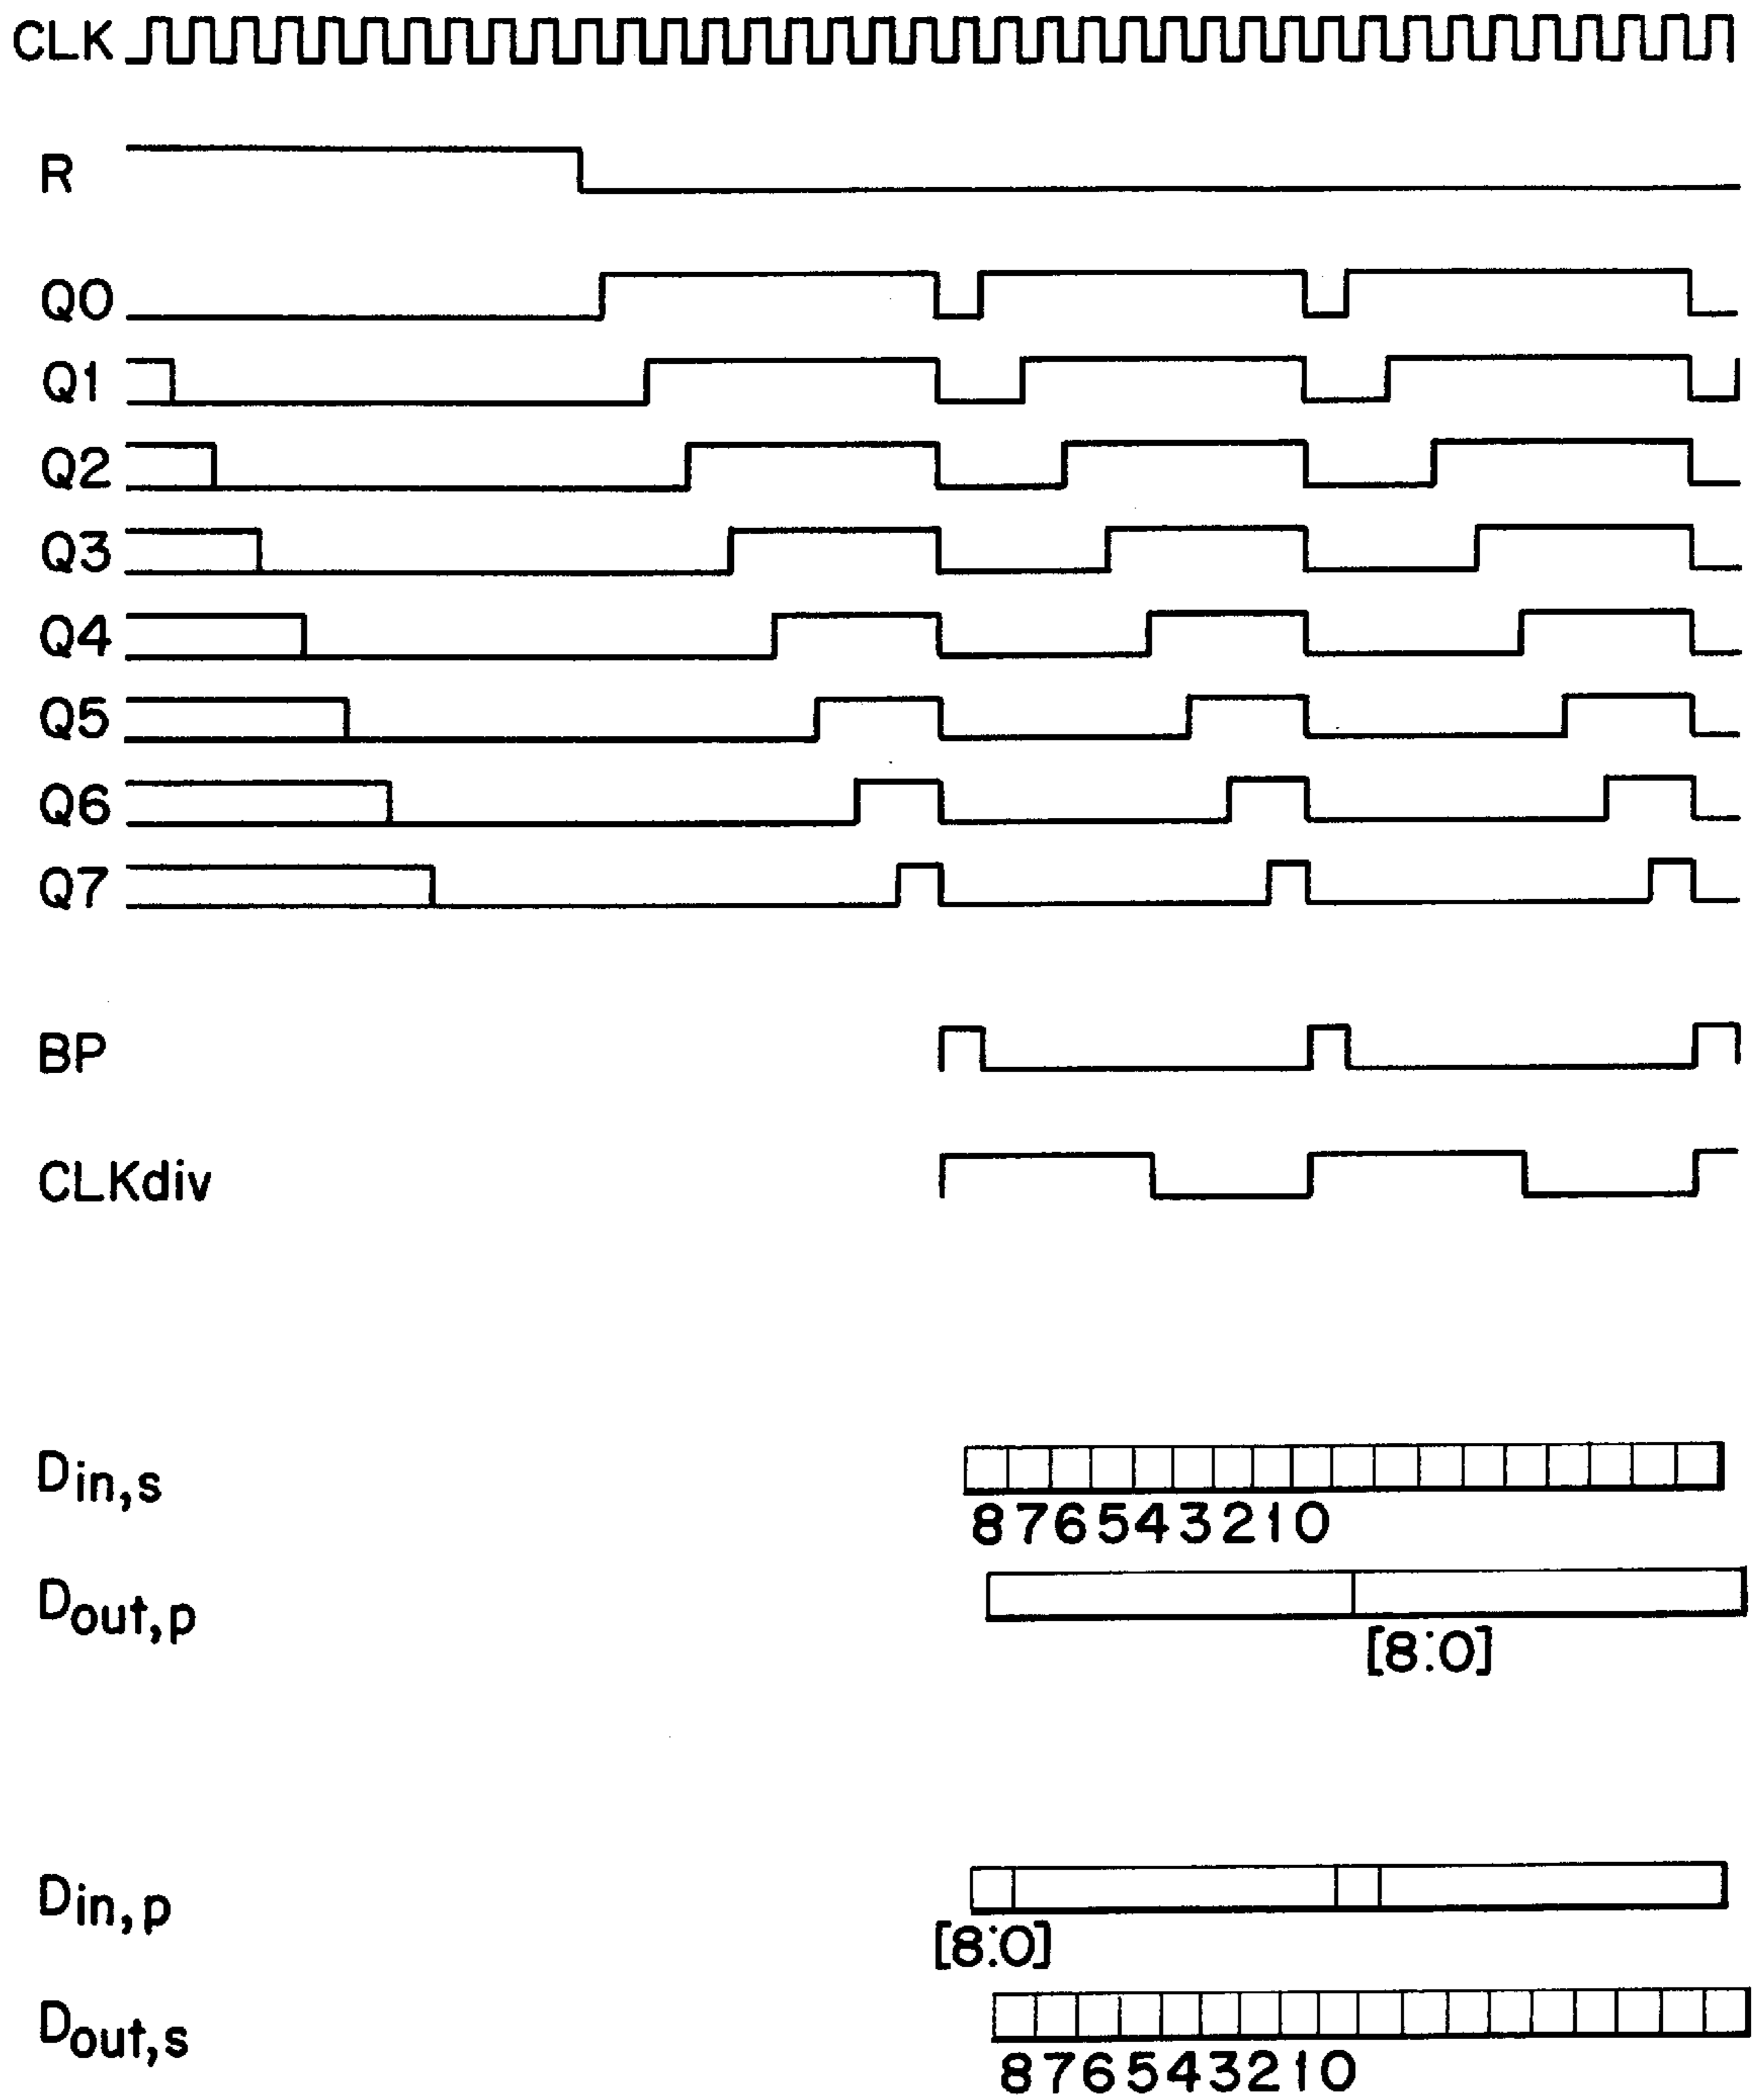 CLK
R
Q0
Q1
Q2
Q3
Q4
Q5
Q6
Q7
BP
CLKdiv
Din,s
876543210
Dout,p
[8:0]
Din,p
[8:0]
Dout,s
876543210